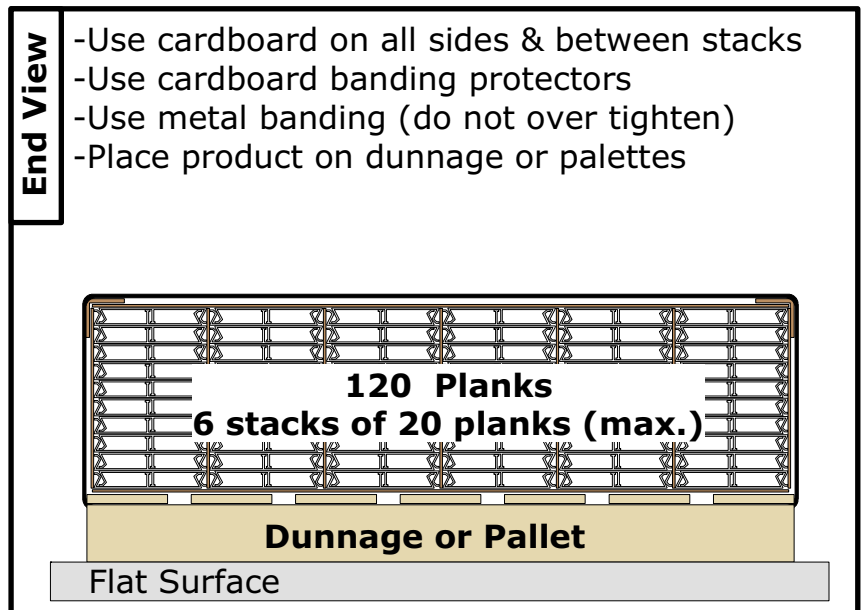 End View
-Use cardboard on all sides & between stacks
-Use cardboard banding protectors
-Use metal banding (do not over tighten)
-Place product on dunnage or palettes
120  Planks
6 stacks of 20 planks (max.)
Dunnage or Pallet
Flat Surface